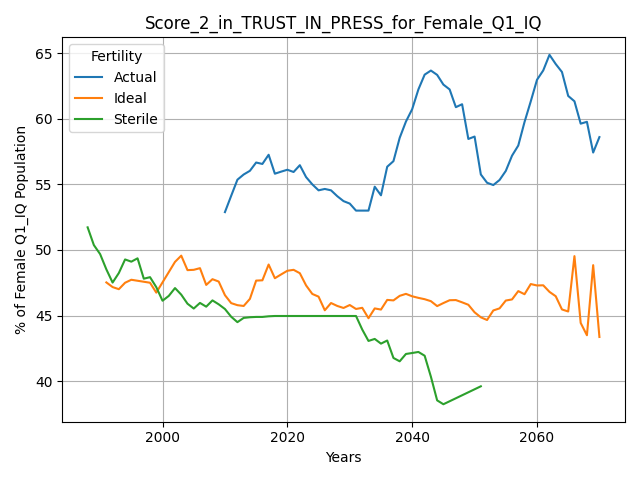 Score_2_in_TRUST_IN_PRESS_for_Female_Q1_IQ
Fertility
Actual
Ideal
Sterile
% of Female Q1_IQ Population
65
60
55
50
45
40
2000
2020
2040
2060
Years